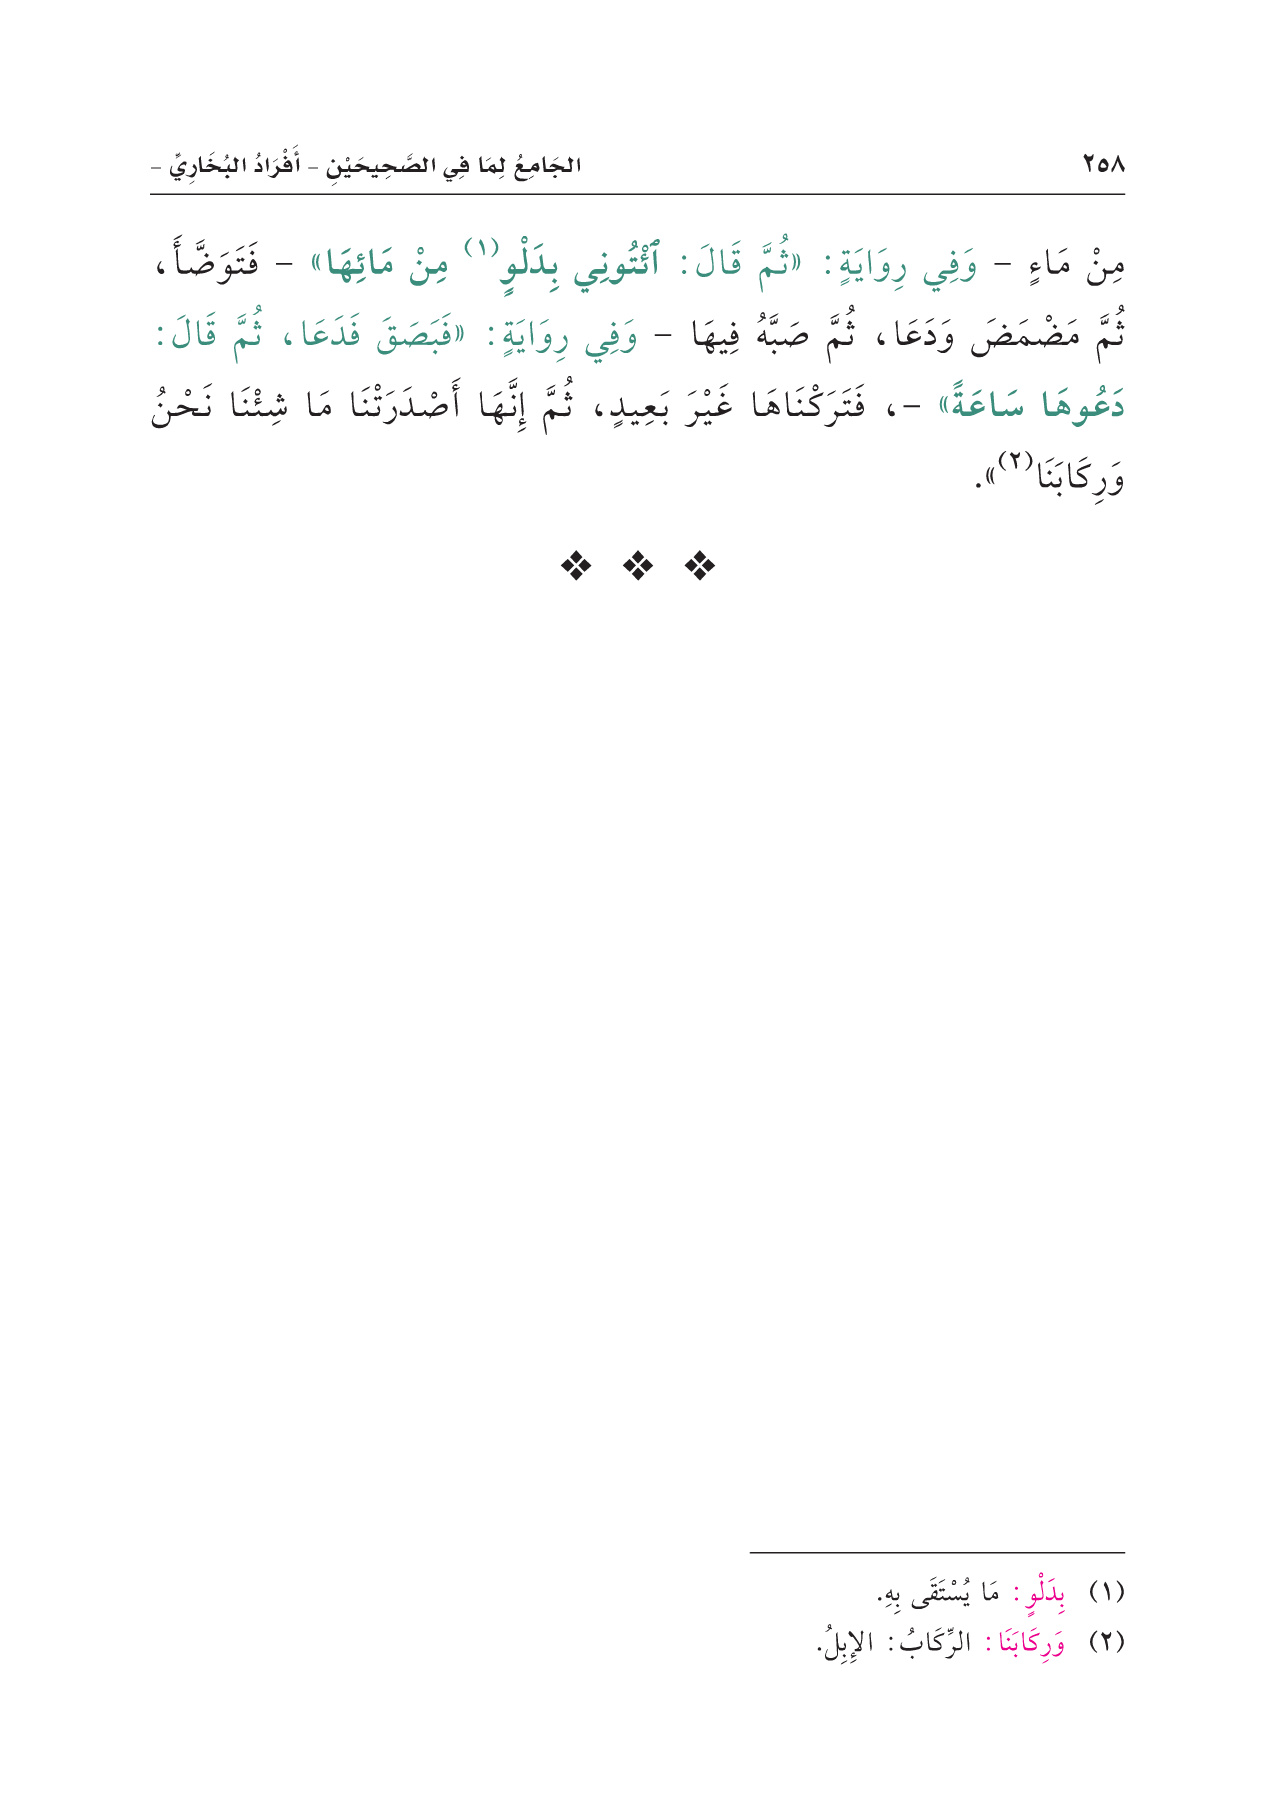 ٢٥٨
الجَامِعُ لِمَا فِي الصَّحِيحَيْنِ - أَفْرَادُ البُخَارِيِّ -
مِنْ مَاءٍ - وَفِي رِوَايَةٍ: «ثُمَّ قَالَ: ٱئْتُونِي بِدَلْوٍ(١) مِنْ مَائِهَا» - فَتَوَضَّأَ،
ثُمَّ مَضْمَضَ وَدَعَا، ثُمَّ صَبَّهُ فِيهَا - وَفِي رِوَايَةٍ: «فَبَصَقَ فَدَعَا، ثُمَّ قَالَ:
دَعُوهَا سَاعَةً» -، فَتَرَكْنَاهَا غَيْرَ بَعِيدٍ، ثُمَّ إِنَّهَا أَصْدَرَتْنَا مَا شِئْنَا نَحْنُ
وَرِكَابَنَا(٢)».
(١) بِدَلْوٍ: مَا يُسْتَقَى بِهِ.
(٢) وَرِكَابَنَا: الرِّكَابُ: الإِبِلُ.